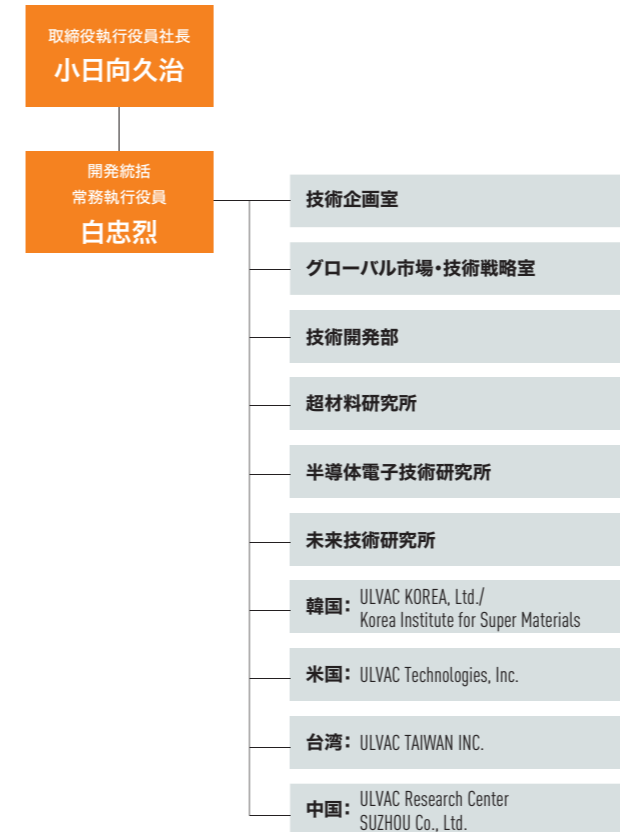 取締役執行役員社長
小日向久治
開発統括
常務執行役員
白忠烈
技術企画室
グローバル市場・技術戦略室
技術開発部
超材料研究所
半導体電子技術研究所
未来技術研究所
韓国： ULVAC KOREA, Ltd./
Korea Institute for Super Materials
米国： ULVAC Technologies, Inc.
台湾： ULVAC TAIWAN INC.
中国： ULVAC Research Center
SUZHOU Co., Ltd.